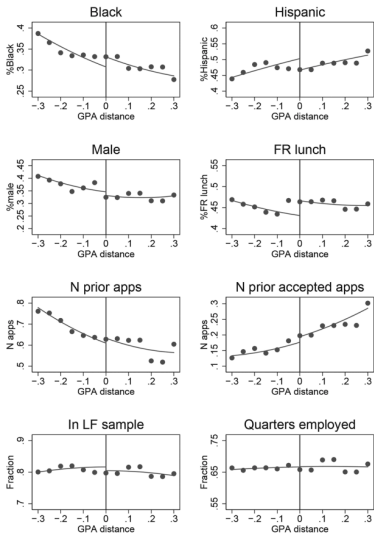 Black
%Black
.25 .3 .35 .4
−.3 −.2 −.1 0 .1 .2 .3
GPA distance
Hispanic
%Hispanic
.4 .45 .5 .55 .6
−.3 −.2 −.1 0 .1 .2 .3
GPA distance
Male
%male
.2 .25 .3 .35 .4 .45
−.3 −.2 −.1 0 .1 .2 .3
GPA distance
FR lunch
%FR lunch
.4 .45 .5 .55
−.3 −.2 −.1 0 .1 .2 .3
GPA distance
N prior apps
N apps
.5 .6 .7 .8
−.3 −.2 −.1 0 .1 .2 .3
GPA distance
N prior accepted apps
N apps
.1 .15 .2 .25 .3
−.3 −.2 −.1 0 .1 .2 .3
GPA distance
In LF sample
Fraction
.7 .8 .9
−.3 −.2 −.1 0 .1 .2 .3
GPA distance
Quarters employed
Fraction
.55 .65 .75
−.3 −.2 −.1 0 .1 .2 .3
GPA distance